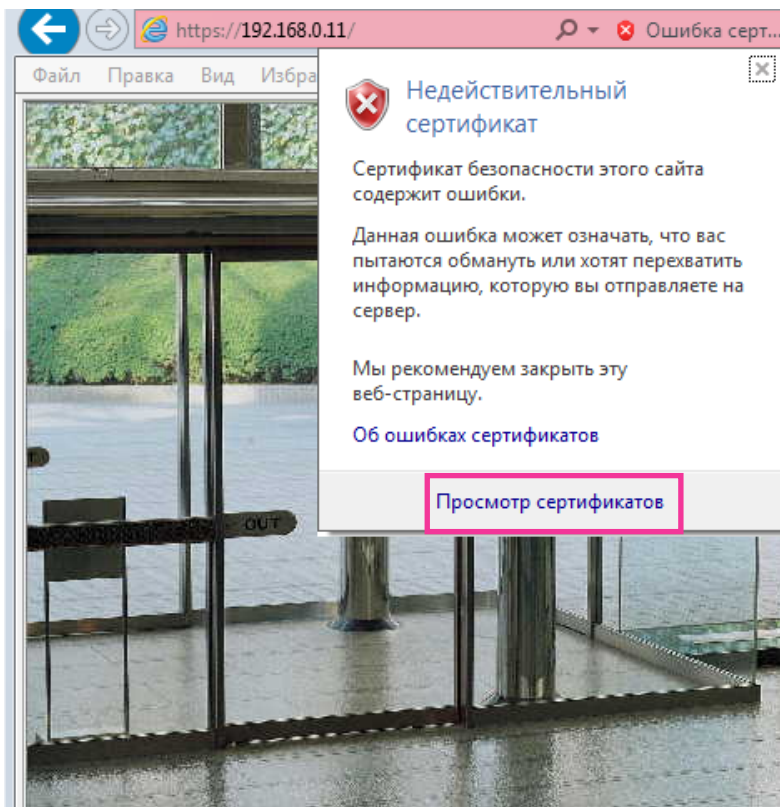 https://192.168.0.11/
Ошибка серт...
Файл Правка Вид Избра
Недействительный
сертификат
Сертификат безопасности этого сайта
содержит ошибки.
Данная ошибка может означать, что вас
пытаются обмануть или хотят перехватить
информацию, которую вы отправляете на
сервер.
Мы рекомендуем закрыть эту
веб-страницу.
Об ошибках сертификатов
Просмотр сертификатов
OUT